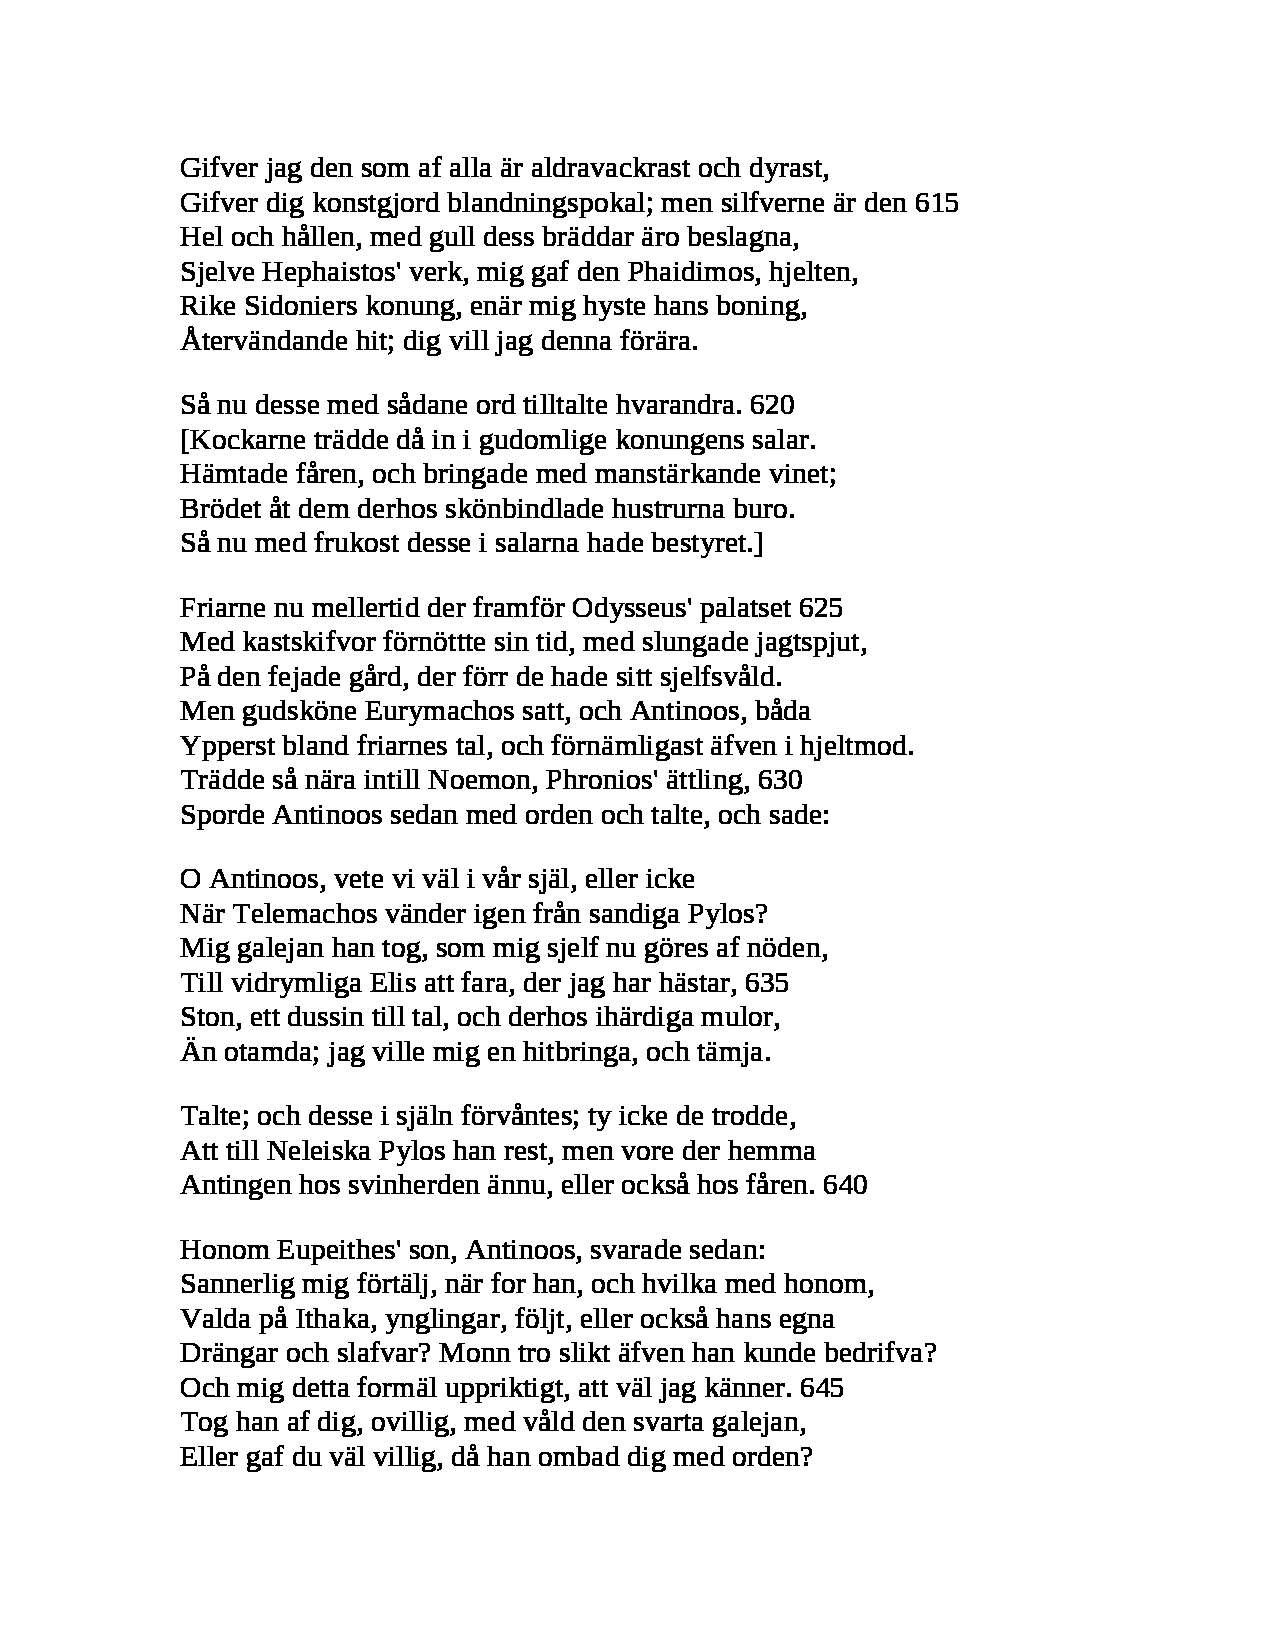 Gifver jag den som af alla är aldravackrast och dyrast,
Gifver dig konstgjord blandningspokal; men silfverne är den 615
Hel och hållen, med gull dess bräddar äro beslagna,
Sjelve Hephaistos' verk, mig gaf den Phaidimos, hjelten,
Rike Sidoniers konung, enär mig hyste hans boning,
Återvändande hit; dig vill jag denna förära.

Så nu desse med sådane ord tilltalte hvarandra. 620
[Kockarne trädde då in i gudomlige konungens salar.
Hämtade fåren, och bringade med manstärkande vinet;
Brödet åt dem derhos skönbindlade hustrurna buro.
Så nu med frukost desse i salarna hade bestyret.]

Friarne nu mellertid der framför Odysseus' palatset 625
Med kastskifvor förnöttte sin tid, med slungade jagtspjut,
På den fejade gård, der förr de hade sitt sjelfsvåld.
Men gudsköne Eurymachos satt, och Antinoos, båda
Ypperst bland friarnes tal, och förnämligast äfven i hjeltmod.
Trädde så nära intill Noemon, Phronios' ättling, 630
Sporde Antinoos sedan med orden och talte, och sade:

O Antinoos, vete vi väl i vår själ, eller icke
När Telemachos vänder igen från sandiga Pylos?
Mig galejan han tog, som mig sjelf nu göres af nöden,
Till vidrymliga Elis att fara, der jag har hästar, 635
Ston, ett dussin till tal, och derhos ihärdiga mulor,
Än otamda; jag ville mig en hitbringa, och tämja.

Talte; och desse i själn förvåntes; ty icke de trodde,
Att till Neleiska Pylos han rest, men vore der hemma
Antingen hos svinherden ännu, eller också hos fåren. 640

Honom Eupeithes' son, Antinoos, svarade sedan:
Sannerlig mig förtälj, när for han, och hvilka med honom,
Valda på Ithaka, ynglingar, följt, eller också hans egna
Drängar och slafvar? Monn tro slikt äfven han kunde bedrifva?
Och mig detta formäl uppriktigt, att väl jag känner. 645
Tog han af dig, ovillig, med våld den svarta galejan,
Eller gaf du väl villig, då han ombad dig med orden?